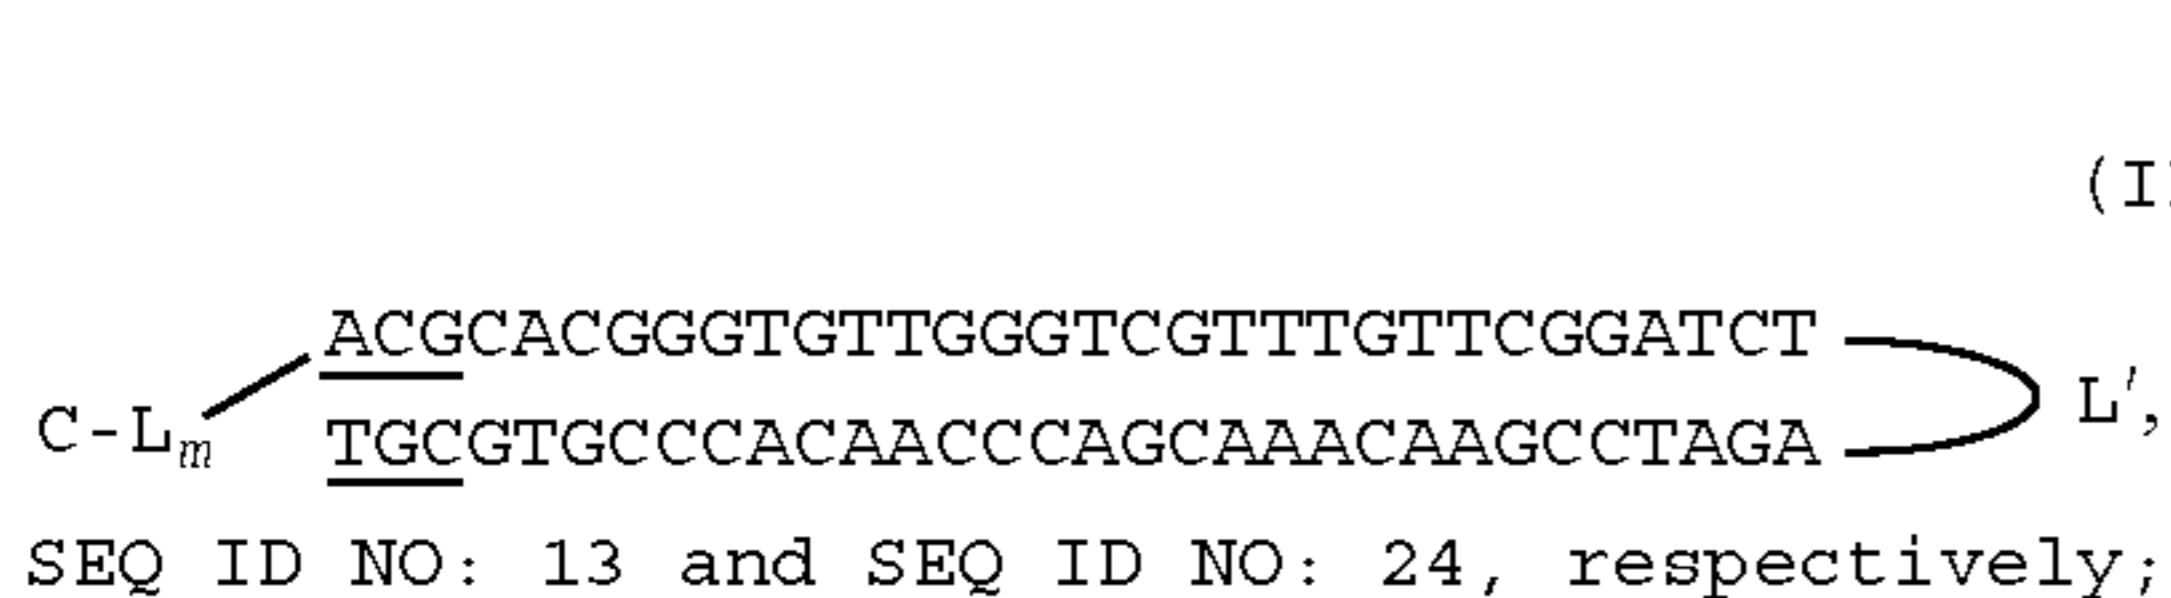 (I
ACGCACGGGTGTTGGGTCGTTTGTTCGGATCT
C-Lm L′,
TGCGTGCCCACAACCCAGCAAACAAGCCTAGA
SEQ ID NO: 13 and SEQ ID NO: 24, respectively;